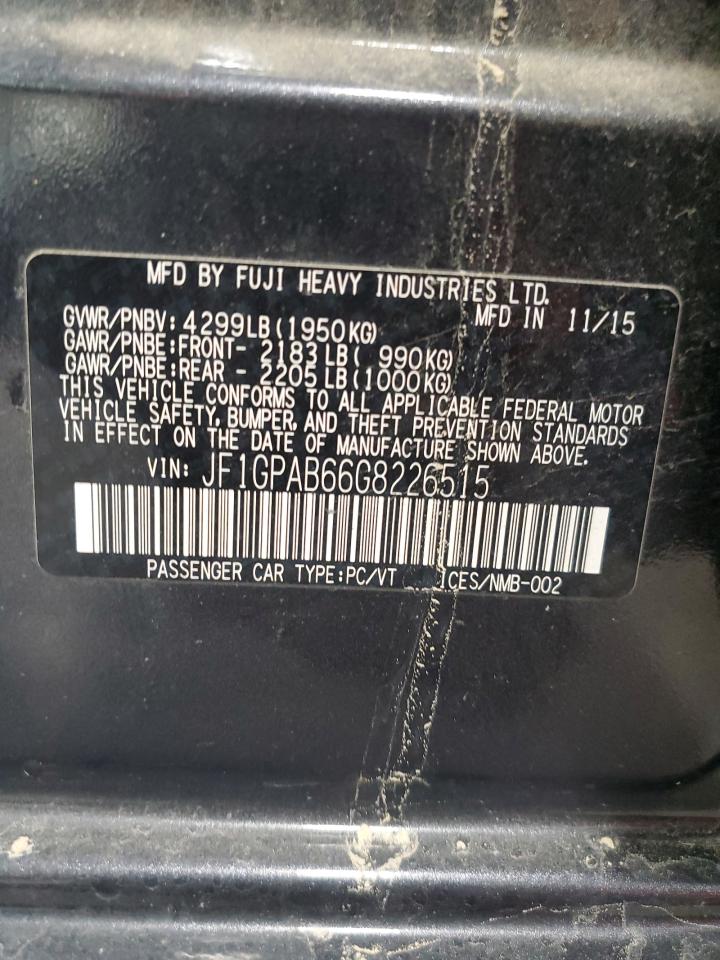 MFD BY FUJI HEAVY INDUSTRIES LTD.
GVWR/PNBV: 4299LB(1950KG) MFD IN 11/15
GAWR/PNBE:FRONT- 2183LB( 990KG)
GAWR/PNBE:REAR - 2205LB(1000KG)
THIS VEHICLE CONFORMS TO ALL APPLICABLE FEDERAL MOTOR
VEHICLE SAFETY, BUMPER, AND THEFT PREVENTION STANDARDS
IN EFFECT ON THE DATE OF MANUFACTURE SHOWN ABOVE.
VIN: JF1GPAB66G8226515
PASSENGER CAR TYPE:PC/VT ICES/NMB-002